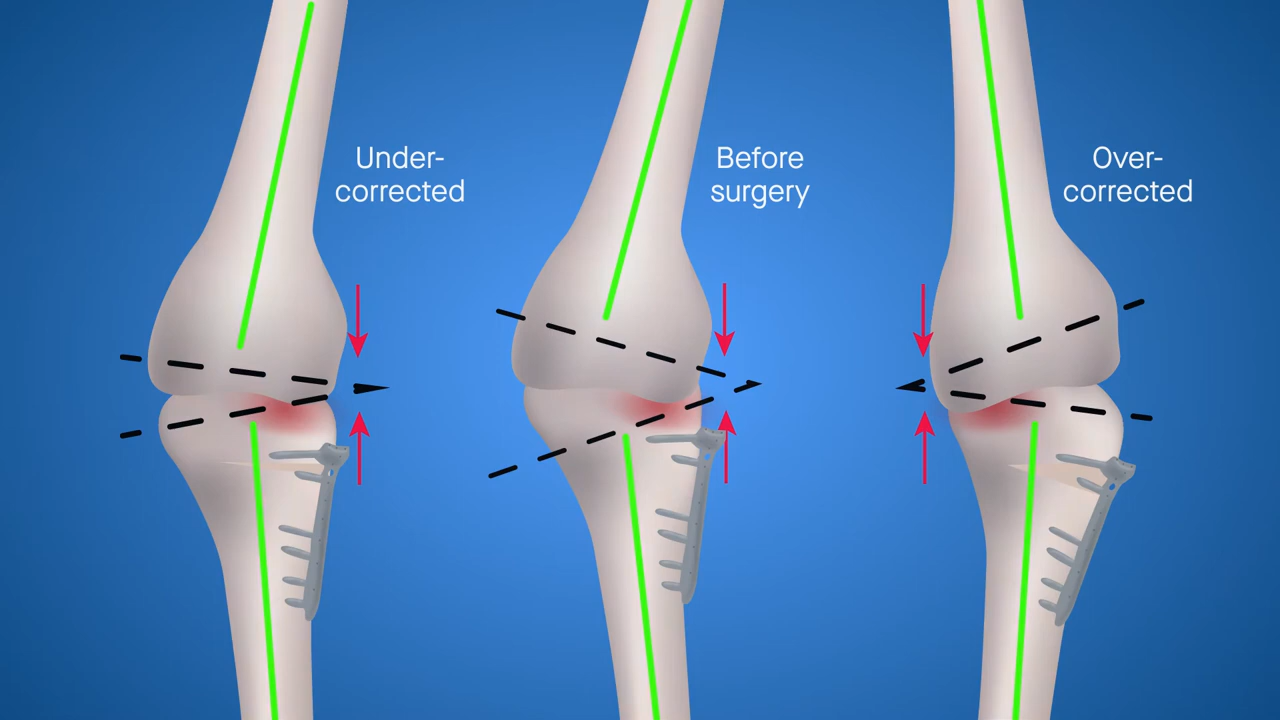 Under-
corrected
Before
surgery
Over-
corrected